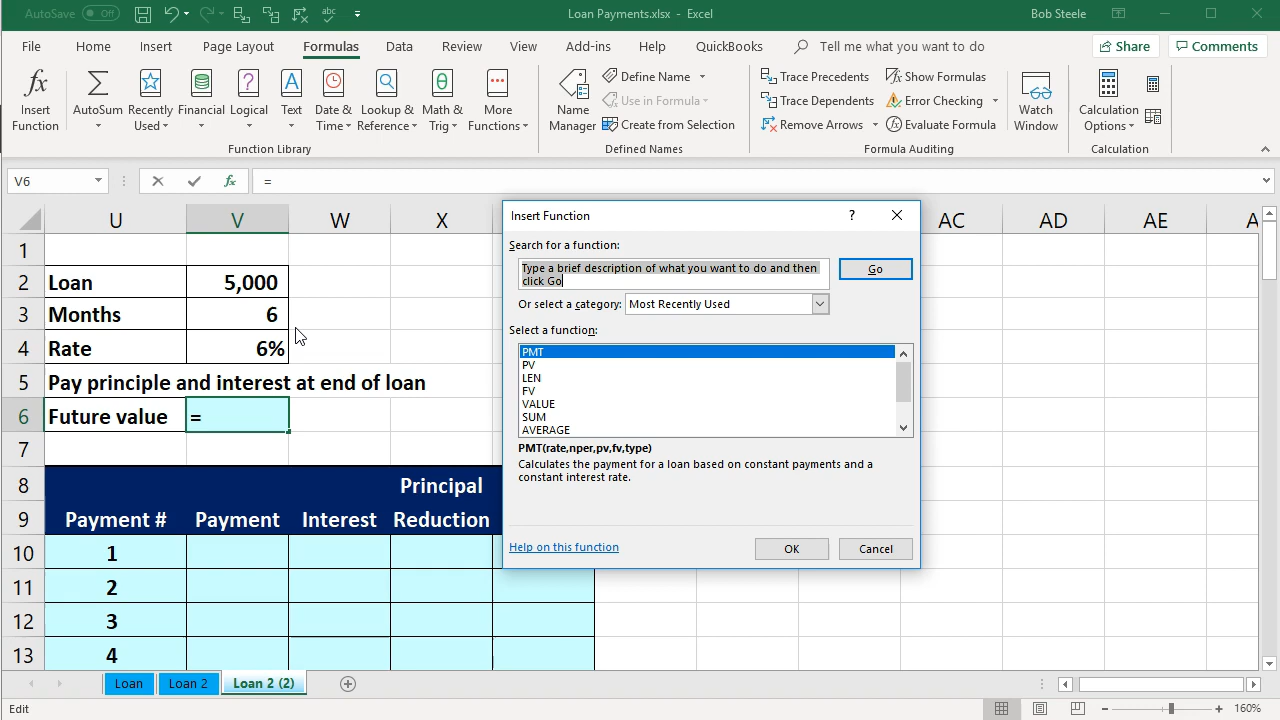 AutoSave Off Loan Payments.xlsx - Excel Bob Steele
File Home Insert Page Layout Formulas Data Review View Add-ins Help QuickBooks Tell me what you want to do Share Comments
Insert Function
AutoSum
Recently Used
Financial
Logical
Text
Date & Time
Lookup & Reference
Math & Trig
More Functions
Function Library
Name Manager
Define Name
Use in Formula
Create from Selection
Defined Names
Trace Precedents
Trace Dependents
Remove Arrows
Show Formulas
Error Checking
Evaluate Formula
Watch Window
Formula Auditing
Calculation Options
Calculation
V6 fx =
U V W X AC AD AE A
1
2 Loan 5,000
3 Months 6
4 Rate 6%
5 Pay principle and interest at end of loan
6 Future value =
7
8 Principal
9 Payment # Payment Interest Reduction
10 1
11 2
12 3
13 4
Insert Function ?
Search for a function:
Type a brief description of what you want to do and then
click Go
Go
Or select a category: Most Recently Used
Select a function:
PMT
PV
LEN
FV
VALUE
SUM
AVERAGE
PMT(rate,nper,pv,fv,type)
Calculates the payment for a loan based on constant payments and a
constant interest rate.
Help on this function
OK Cancel
Loan Loan 2 Loan 2 (2)
Edit 160%